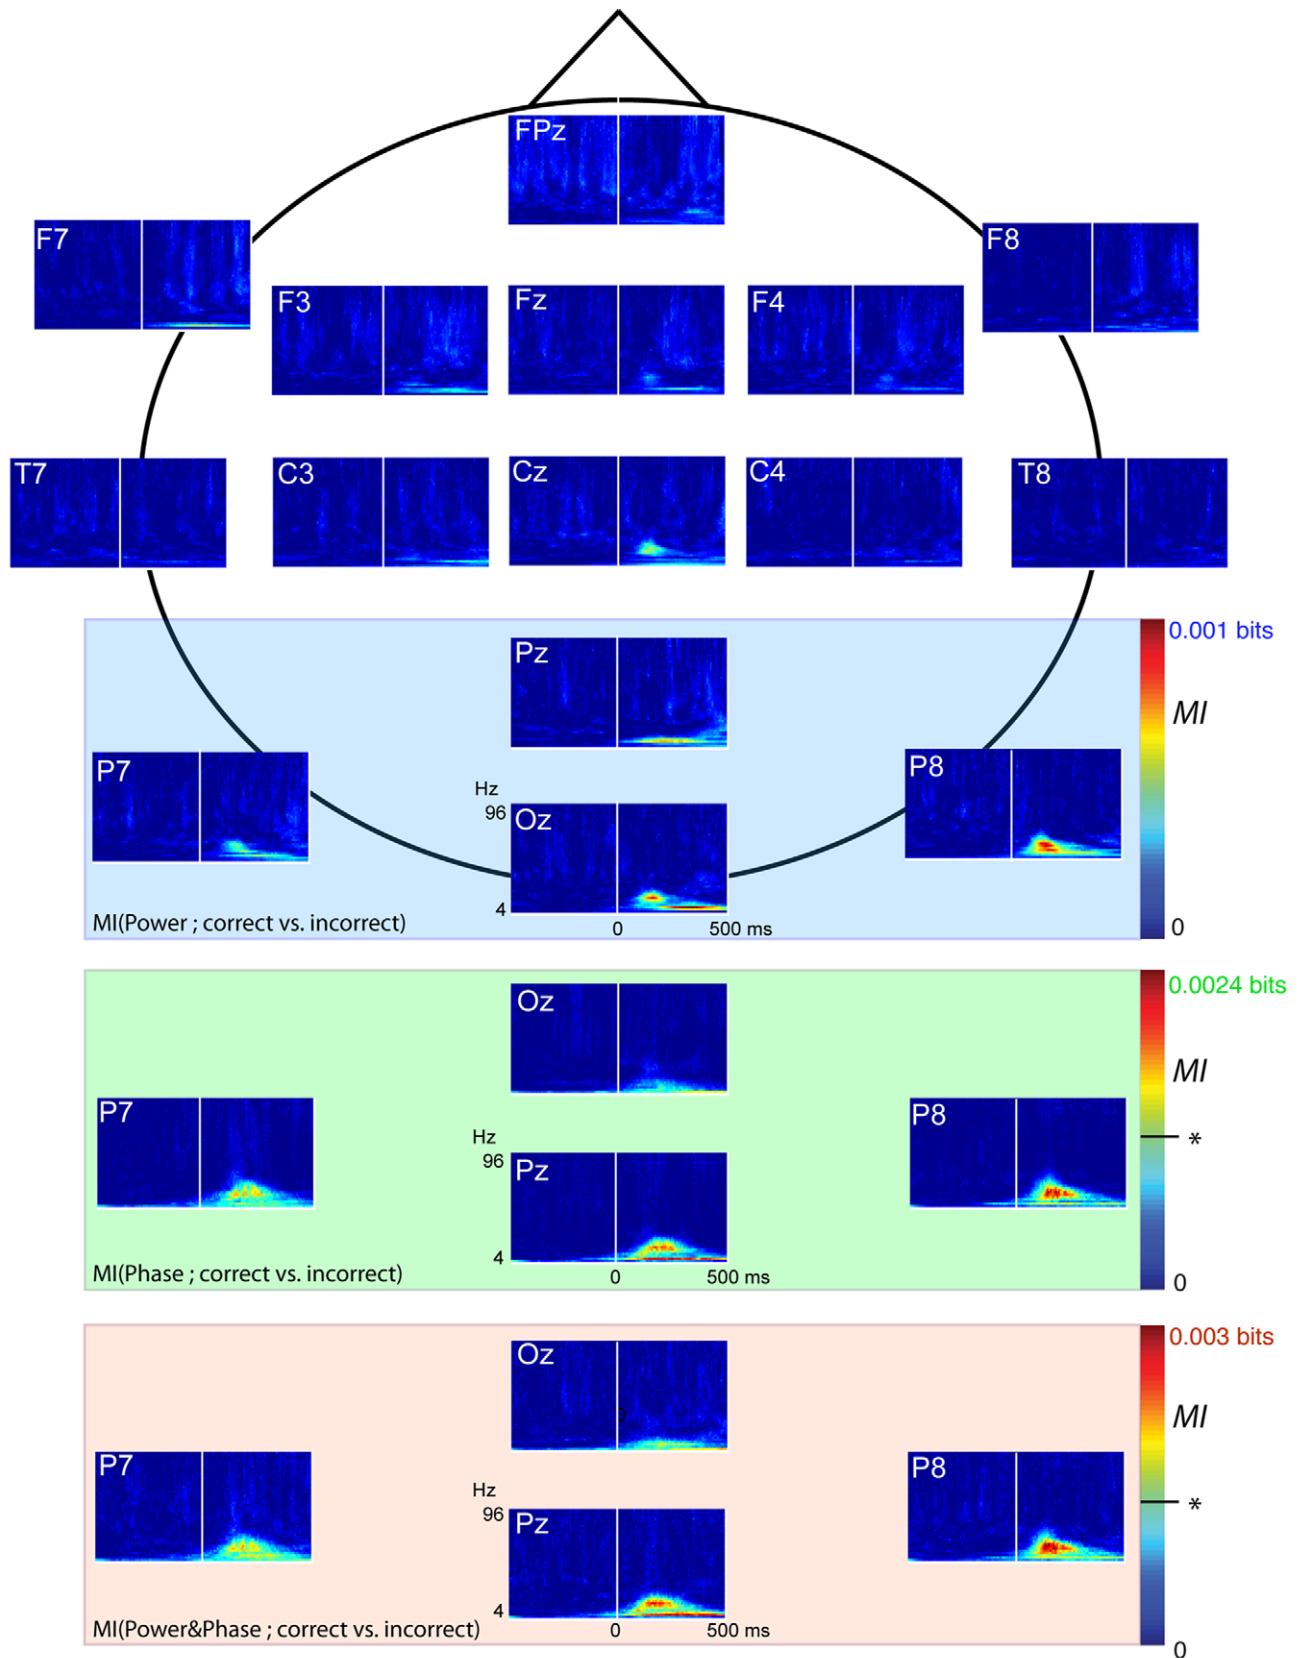 FPz
F7
F8
F3
Fz
F4
T7
C3
Cz
C4
T8
0.001 bits
Pz
MI
P7
P8
Hz
96
Oz
4
MI(Power ; correct vs. incorrect)
0
500 ms
0
0.0024 bits
Oz
MI
P7
P8
*
Hz
96
Pz
4
MI(Phase ; correct vs. incorrect)
0
500 ms
0
0.003 bits
Oz
MI
P7
P8
*
Hz
96
Pz
4
MI(Power&Phase ; correct vs. incorrect)
0
500 ms
0